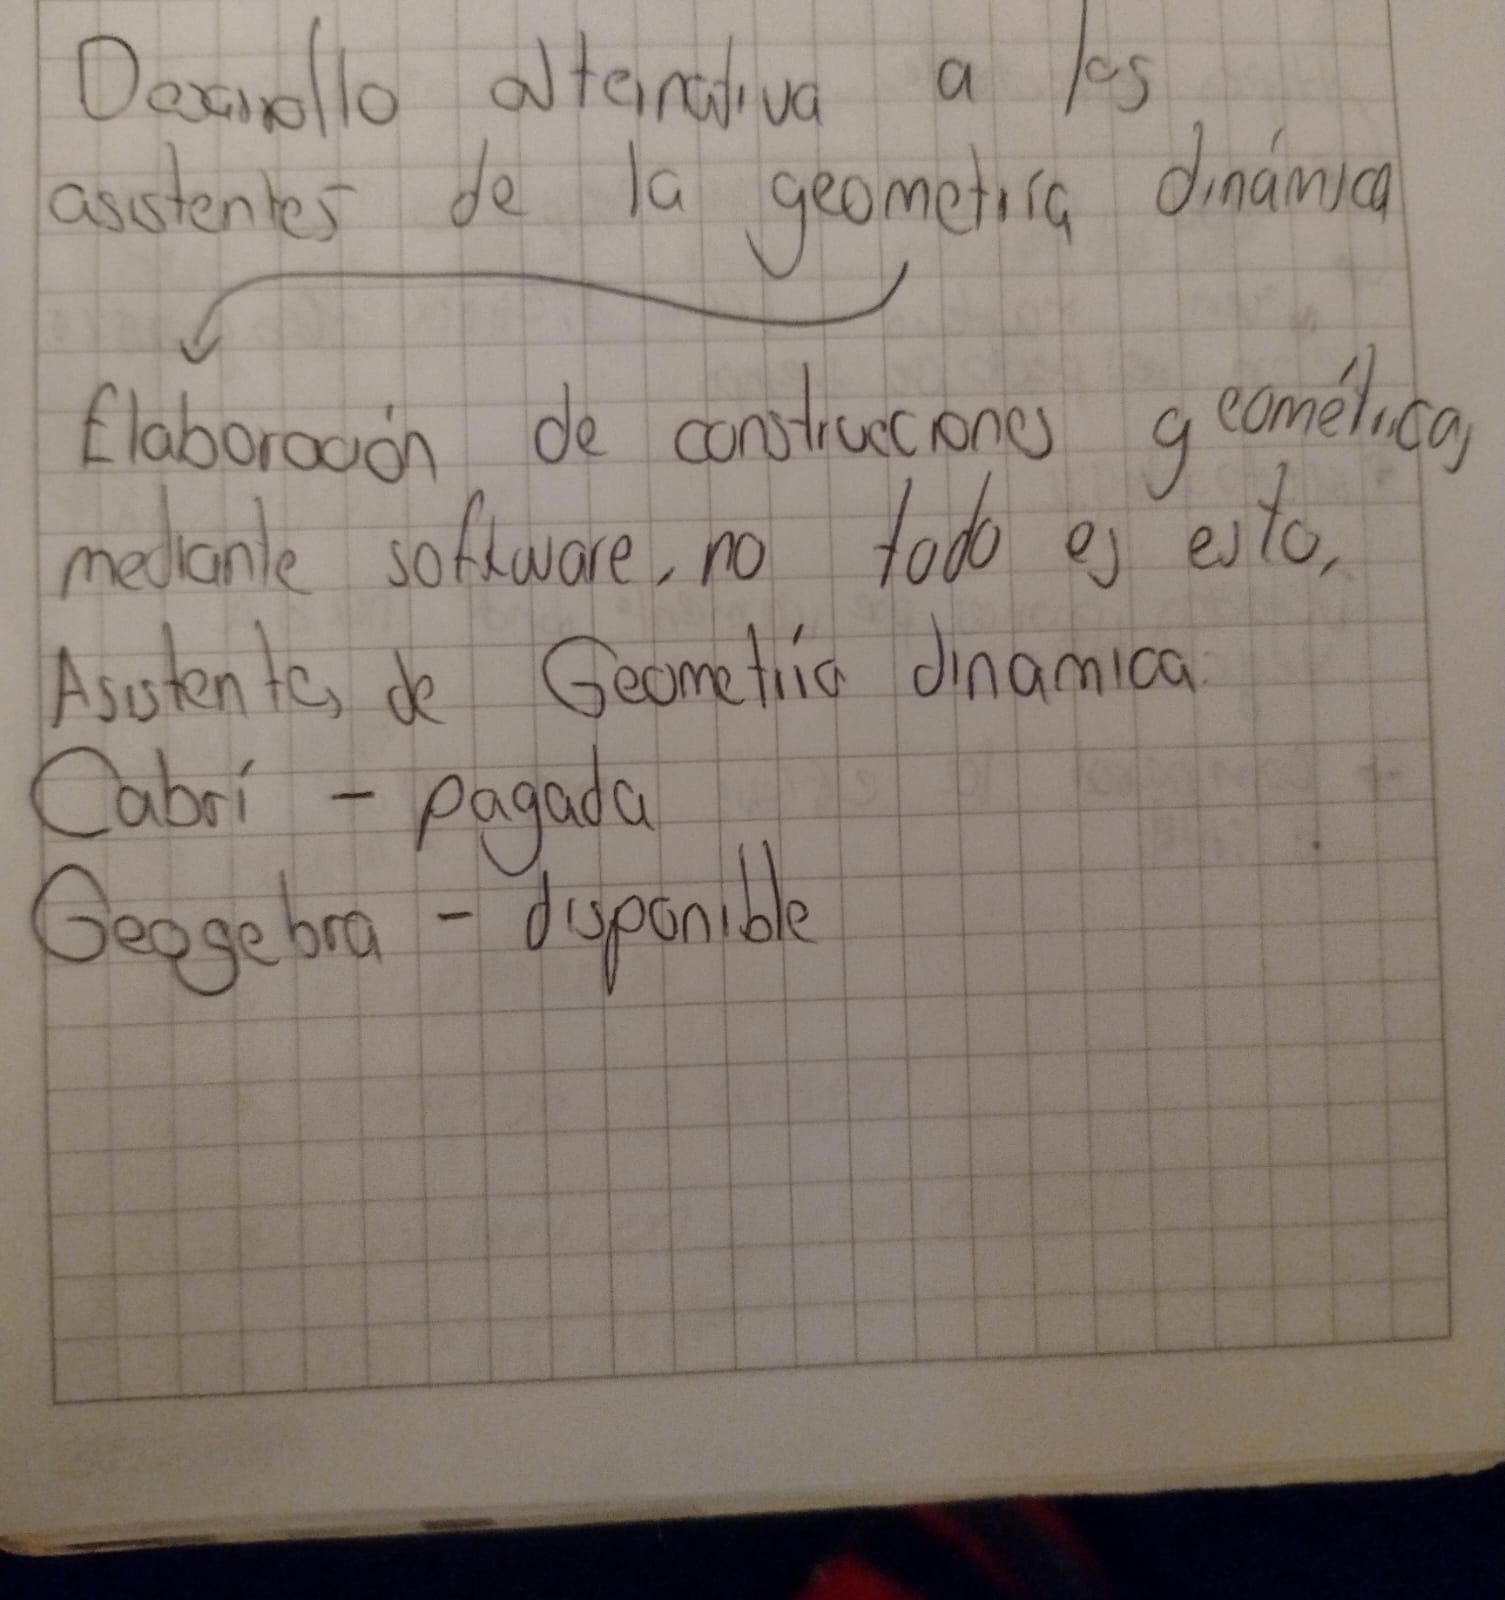 Desarrollo alternativa a los
asistentes de la geometría dinámica
Elaboración de construcciones geométricas
mediante software, no todo es esto.
Asistentes de Geometría dinamica.
Cabrí - pagada
Geogebra - disponible